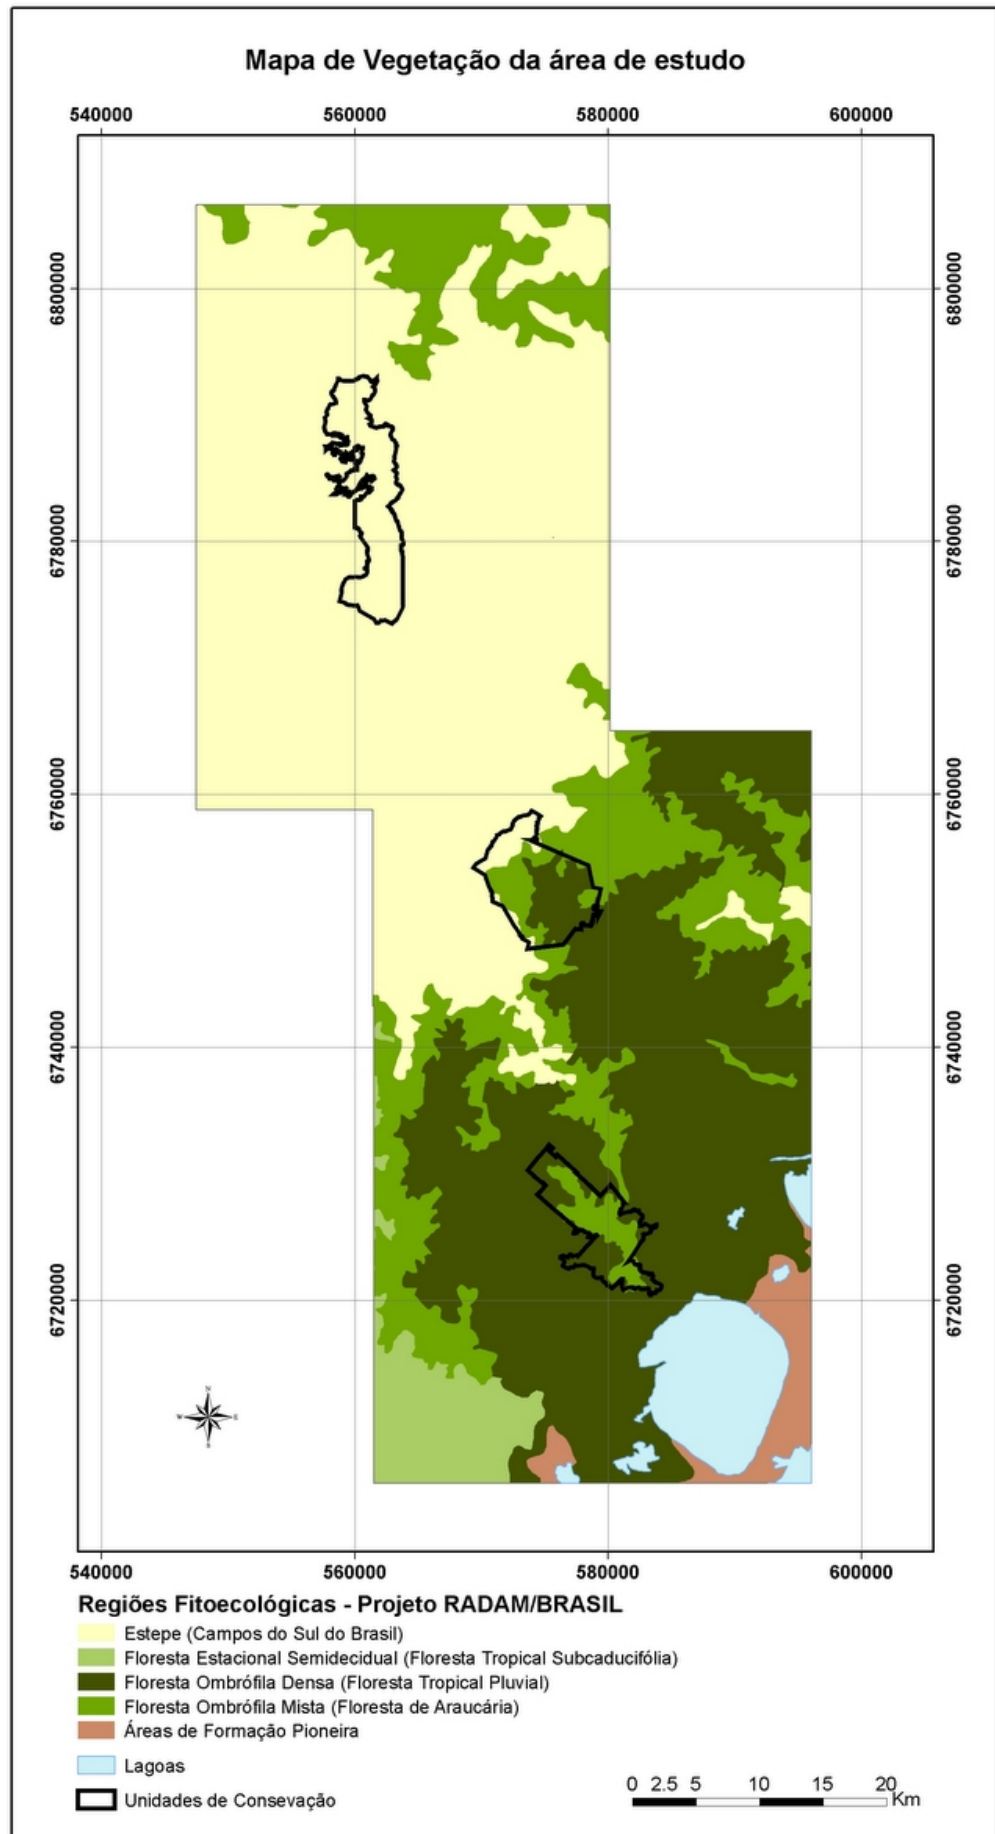 Mapa de Vegetação da área de estudo
540000 560000 580000 600000
6800000 6800000
6780000 6780000
6760000 6760000
6740000 6740000
6720000 6720000
N
W E
S
540000 560000 580000 600000
Regiões Fitoecológicas - Projeto RADAM/BRASIL
Estepe (Campos do Sul do Brasil)
Floresta Estacional Semidecidual (Floresta Tropical Subcaducifólia)
Floresta Ombrófila Densa (Floresta Tropical Pluvial)
Floresta Ombrófila Mista (Floresta de Araucária)
Áreas de Formação Pioneira
Lagoas
Unidades de Consevação
0 2.5 5 10 15 20
Km